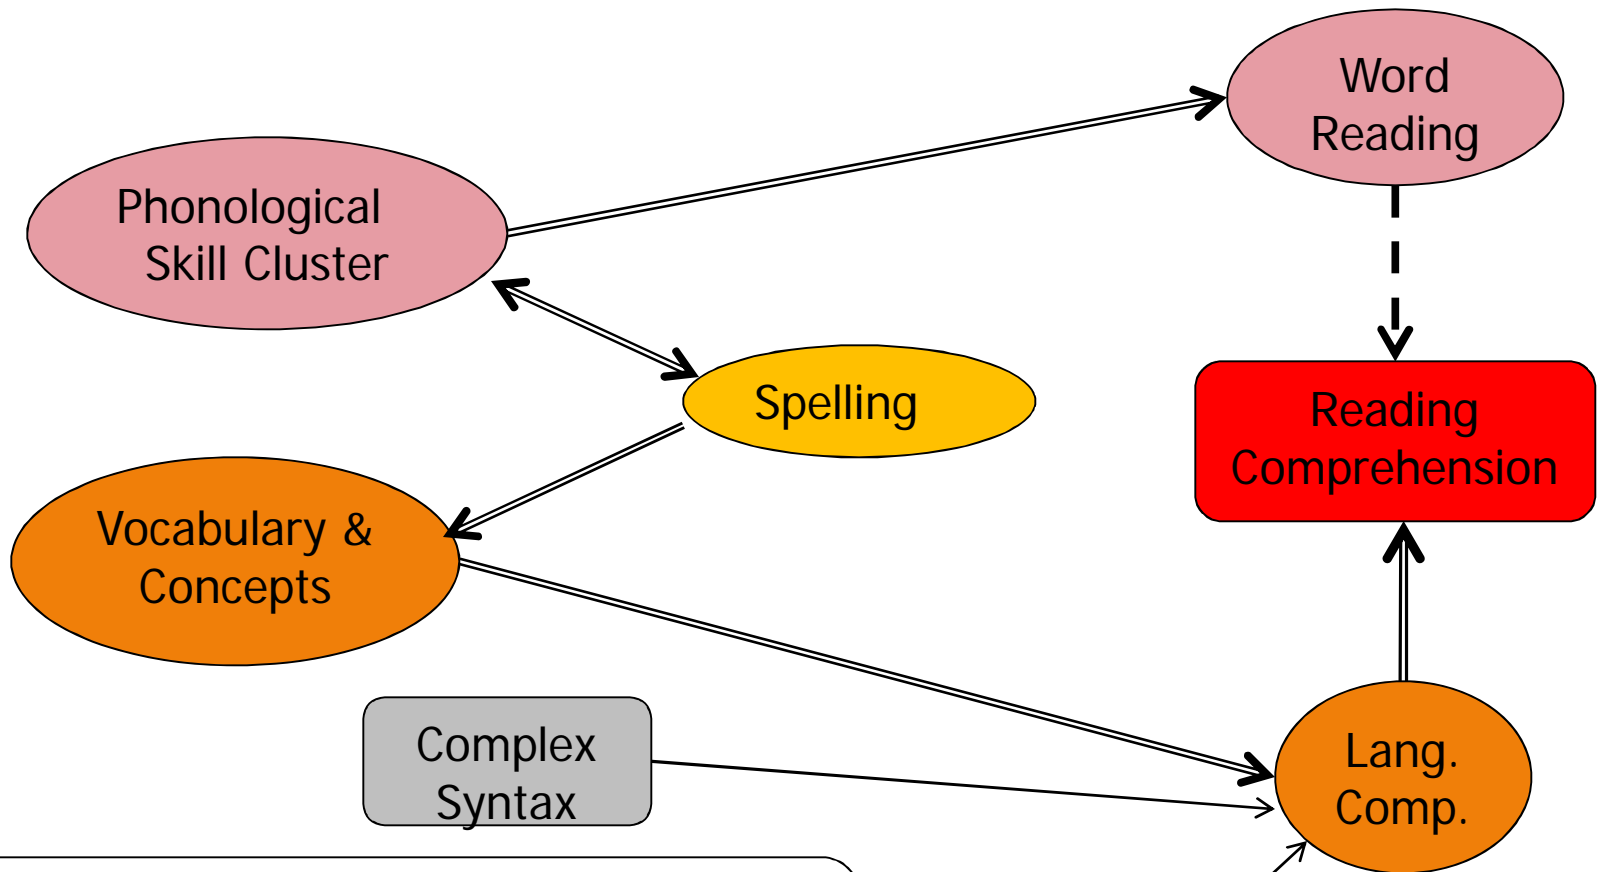 Word
Reading
Phonological
Skill Cluster
Spelling
Reading
Comprehension
Vocabulary &
Concepts
Complex
Syntax
Lang.
Comp.